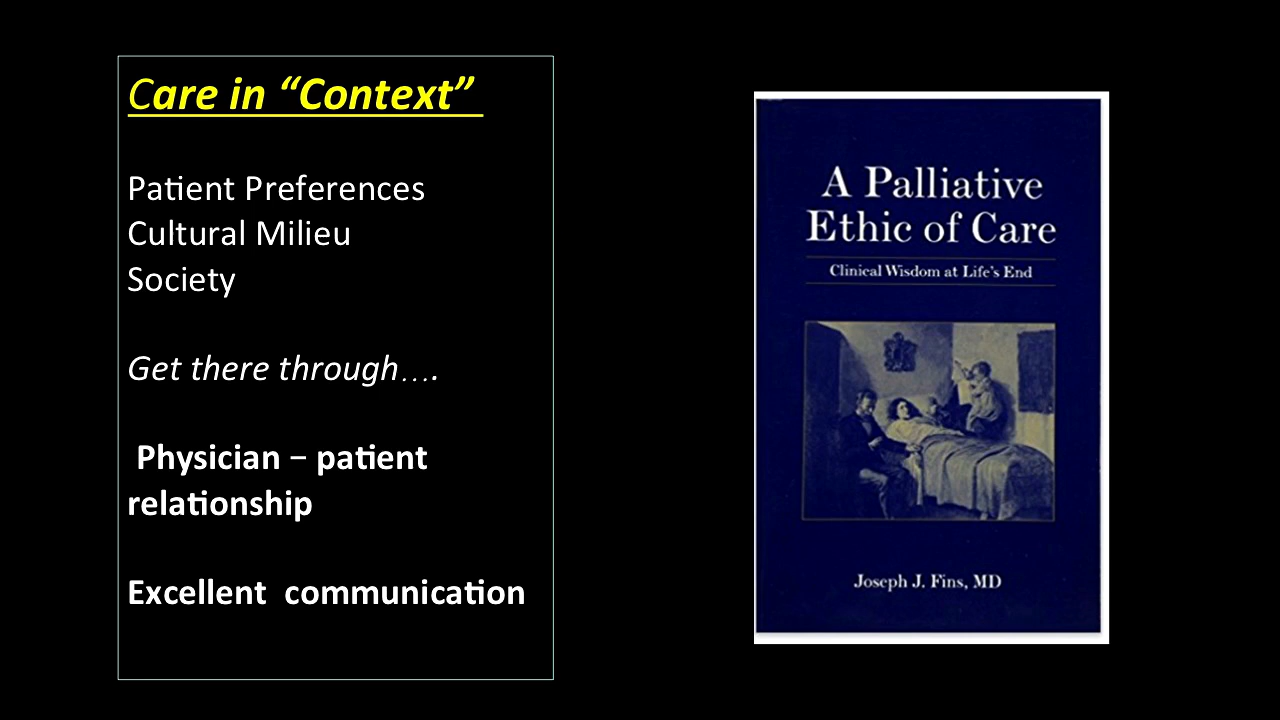 Care in “Context”
Patient Preferences
Cultural Milieu
Society
Get there through….
Physician – patient
relationship
Excellent communication
A Palliative
Ethic of Care
Clinical Wisdom at Life's End
Joseph J. Fins, MD